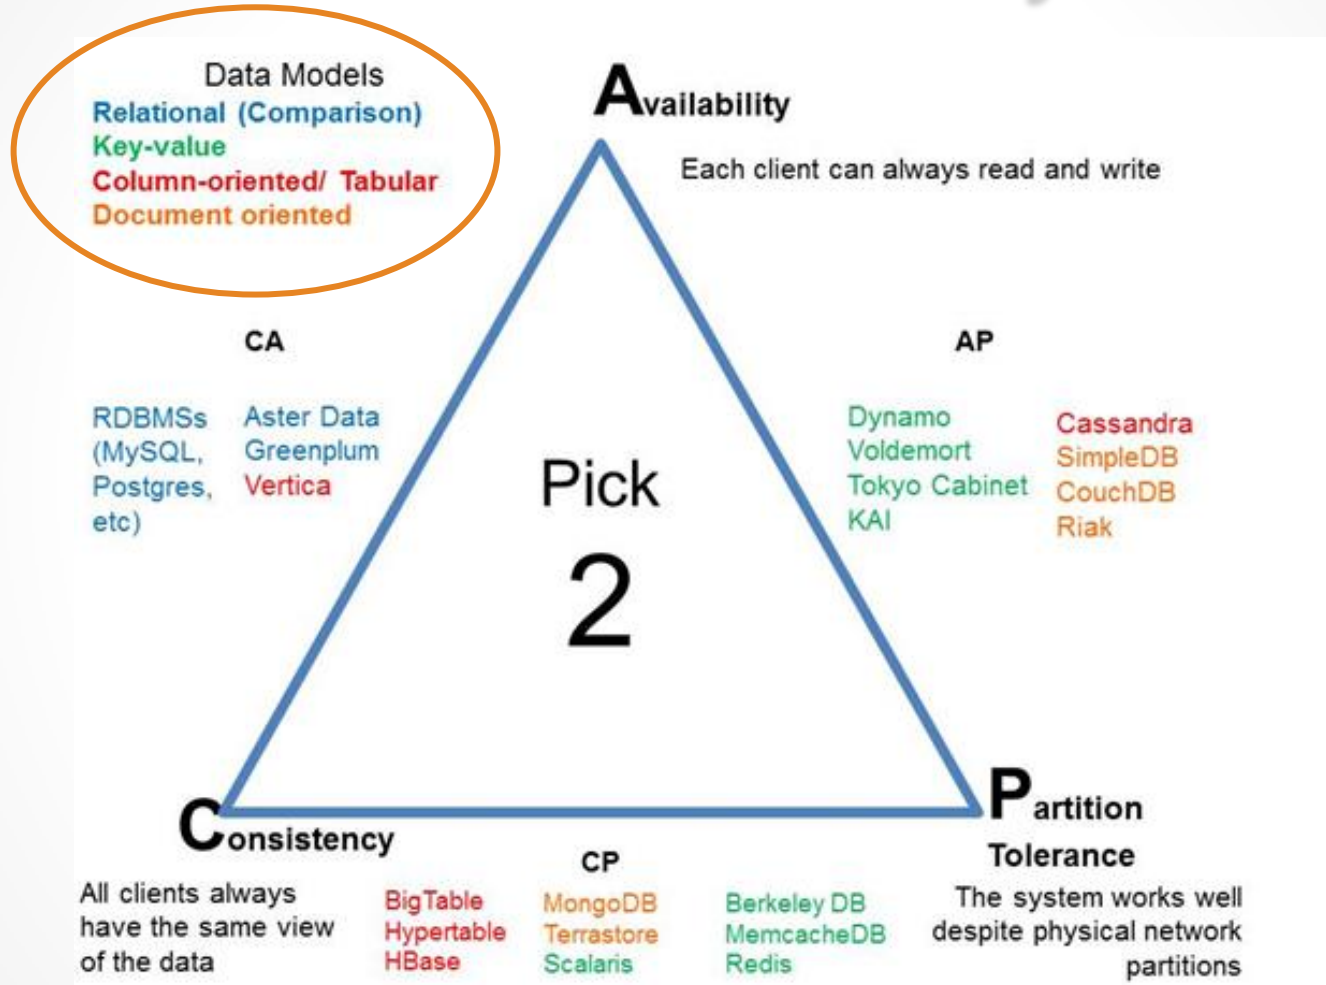 Data Models
Relational (Comparison)
Key-value
Column-oriented/ Tabular
Document oriented
Availability
Each client can always read and write
CA
RDBMSs
(MySQL,
Postgres,
etc)
Aster Data
Greenplum
Vertica
Pick
2
AP
Dynamo
Voldemort
Tokyo Cabinet
KAI
Cassandra
SimpleDB
CouchDB
Riak
Consistency
All clients always
have the same view
of the data
CP
BigTable
Hypertable
HBase
MongoDB
Terrastore
Scalaris
Berkeley DB
MemcacheDB
Redis
Partition
Tolerance
The system works well
despite physical network
partitions